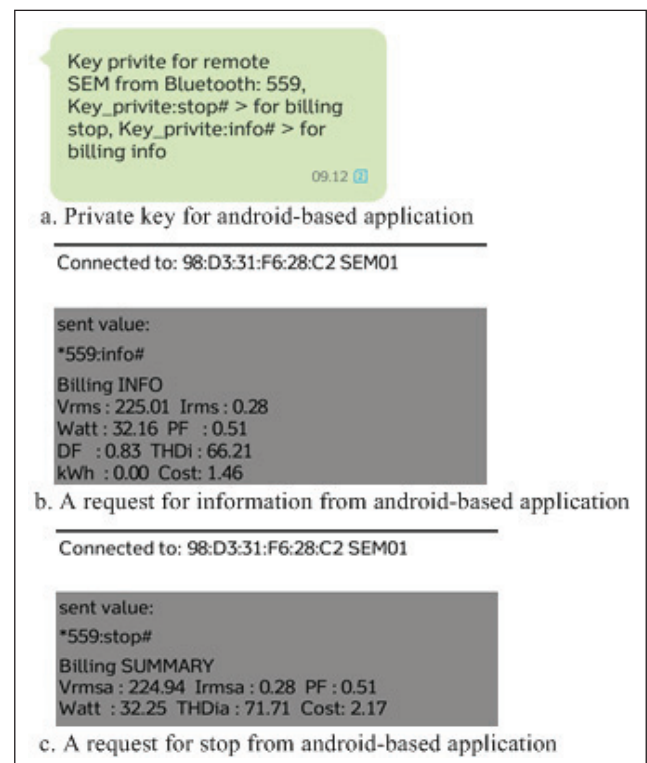 Key privite for remote
SEM from Bluetooth: 559,
Key_privite:stop# > for billing
stop, Key_privite:info# > for
billing info
09.12 2
a. Private key for android-based application
Connected to: 98:D3:31:F6:28:C2 SEM01
sent value:
*559:info#
Billing INFO
Vrms : 225.01 Irms : 0.28
Watt : 32.16 PF : 0.51
DF : 0.83 THDi : 66.21
kWh : 0.00 Cost: 1.46
b. A request for information from android-based application
Connected to: 98:D3:31:F6:28:C2 SEM01
sent value:
*559:stop#
Billing SUMMARY
Vrmsa : 224.94 Irmsa : 0.28 PF : 0.51
Watt : 32.25 THDia : 71.71 Cost: 2.17
c. A request for stop from android-based application